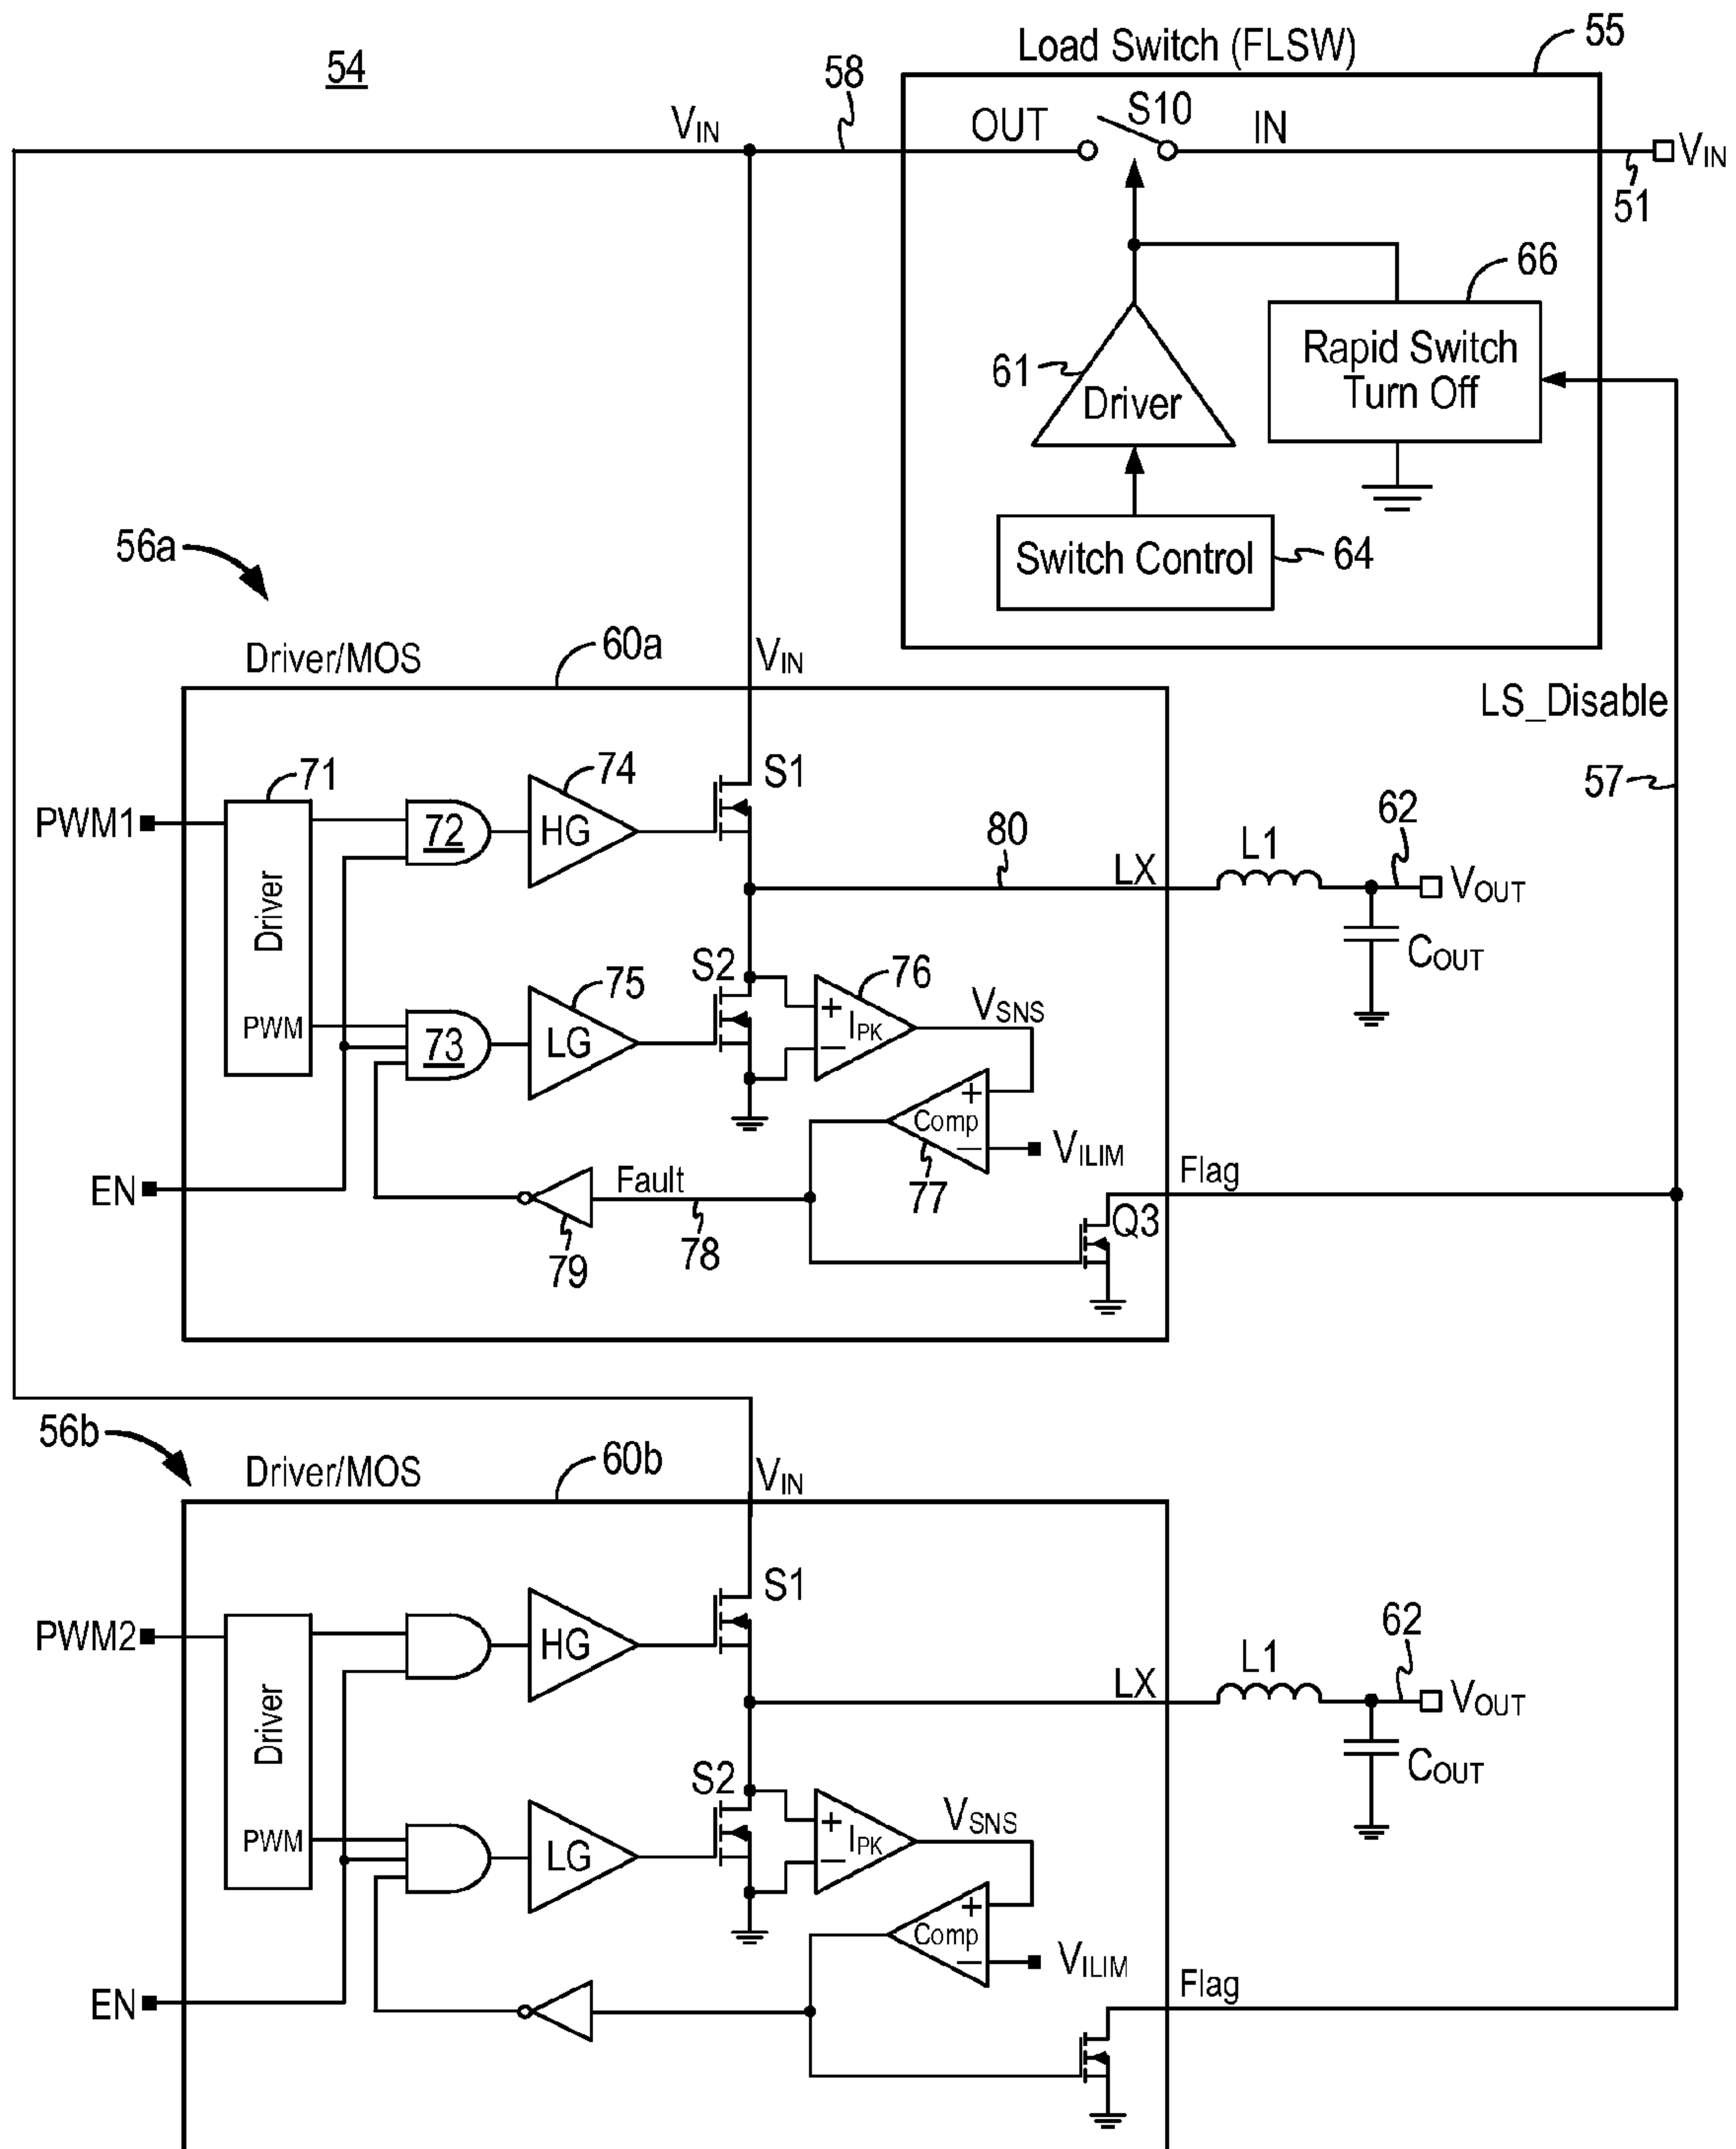 54
Load Switch (FLSW)
55
58
VIN
OUT
S10
IN
VIN
51
66
Rapid Switch
Turn Off
61
Driver
Switch Control
64
56a
Driver/MOS
60a
VIN
LS_Disable
57
71
74
S1
PWM1
72
HG
Driver
80
LX
L1
62
VOUT
COUT
S2
76
75
VSNS
IPK
PWM
73
LG
Comp
VILIM
77
Flag
EN
Fault
Q3
79
78
56b
Driver/MOS
60b
VIN
S1
PWM2
HG
Driver
LX
L1
62
VOUT
COUT
S2
VSNS
IPK
PWM
LG
Comp
VILIM
Flag
EN